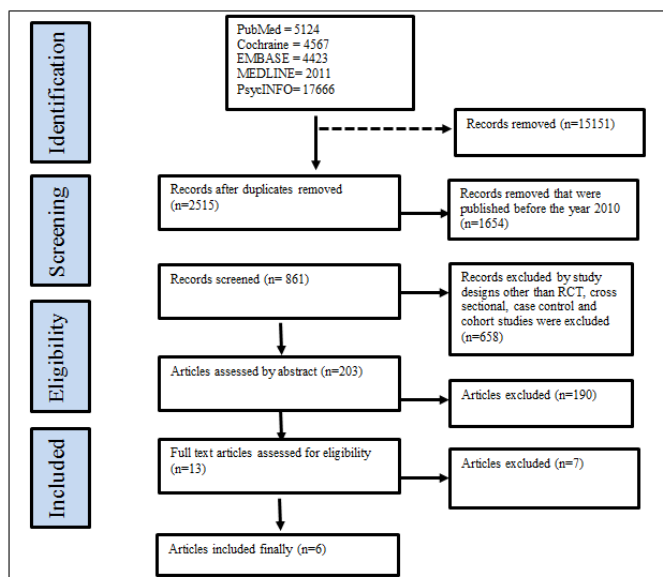 Identification
PubMed = 5124
Cochraine = 4567
EMBASE = 4423
MEDLINE= 2011
PsycINFO= 17666
Records removed (n=15151)
Screening
Records after duplicates removed
(n=2515)
Records removed that were
published before the year 2010
(n=1654)
Records screened (n= 861)
Records excluded by study
designs other than RCT, cross
sectional, case control and
cohort studies were excluded
(n=658)
Eligibility
Articles assessed by abstract (n=203)
Articles excluded (n=190)
Included
Full text articles assessed for eligibility
(n=13)
Articles excluded (n=7)
Articles included finally (n=6)